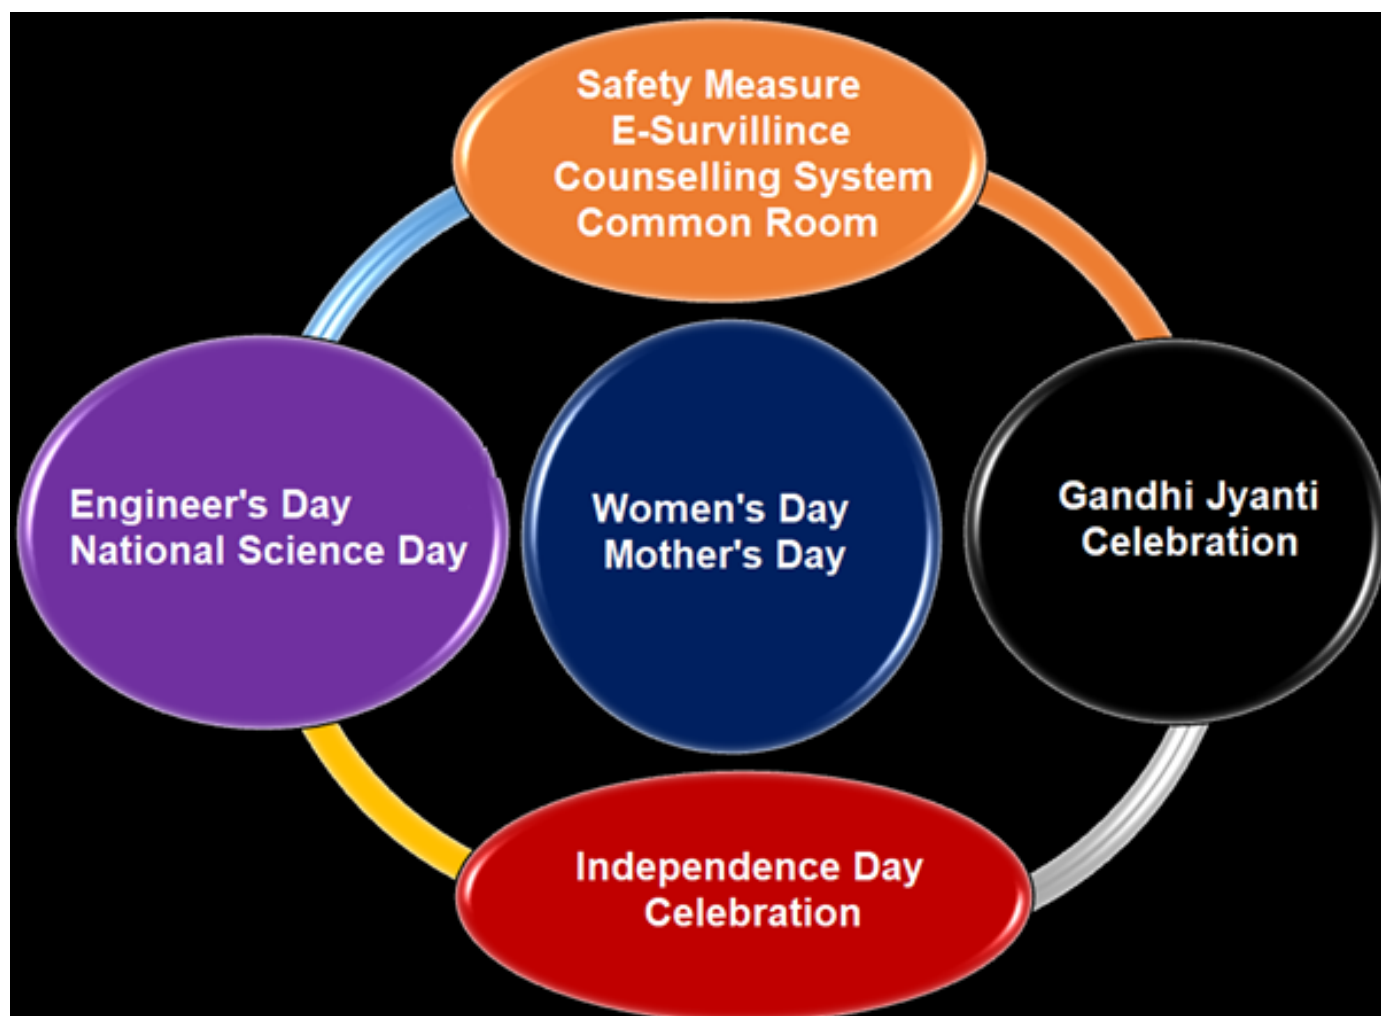 Safety Measure
E-Survillince
Counselling System
Common Room
Engineer's Day
National Science Day
Women's Day
Mother's Day
Gandhi Jyanti
Celebration
Independence Day
Celebration